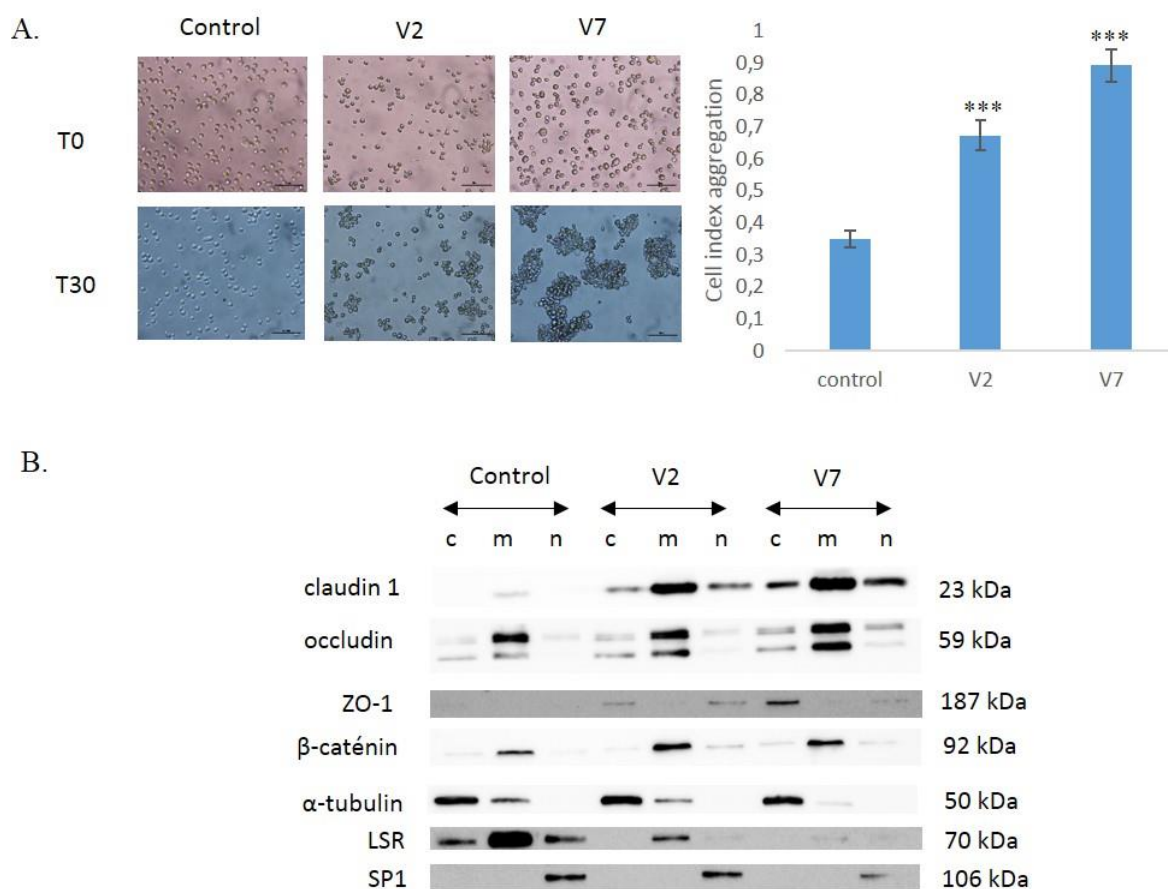 A.
Control V2 V7
T0
T30
Cell index aggregation
1
0,9
0,8
0,7
0,6
0,5
0,4
0,3
0,2
0,1
0
***
***
control V2 V7
B.
Control V2 V7
c m n c m n c m n
claudin 1 23 kDa
occludin 59 kDa
ZO-1 187 kDa
β-caténin 92 kDa
α-tubulin 50 kDa
LSR 70 kDa
SP1 106 kDa